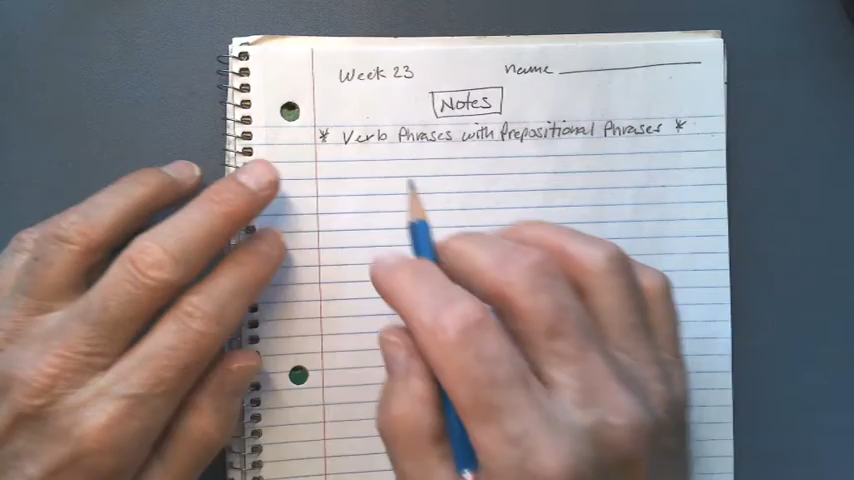 Week 23 name
Notes
* Verb Phrases with Prepositional Phrases *